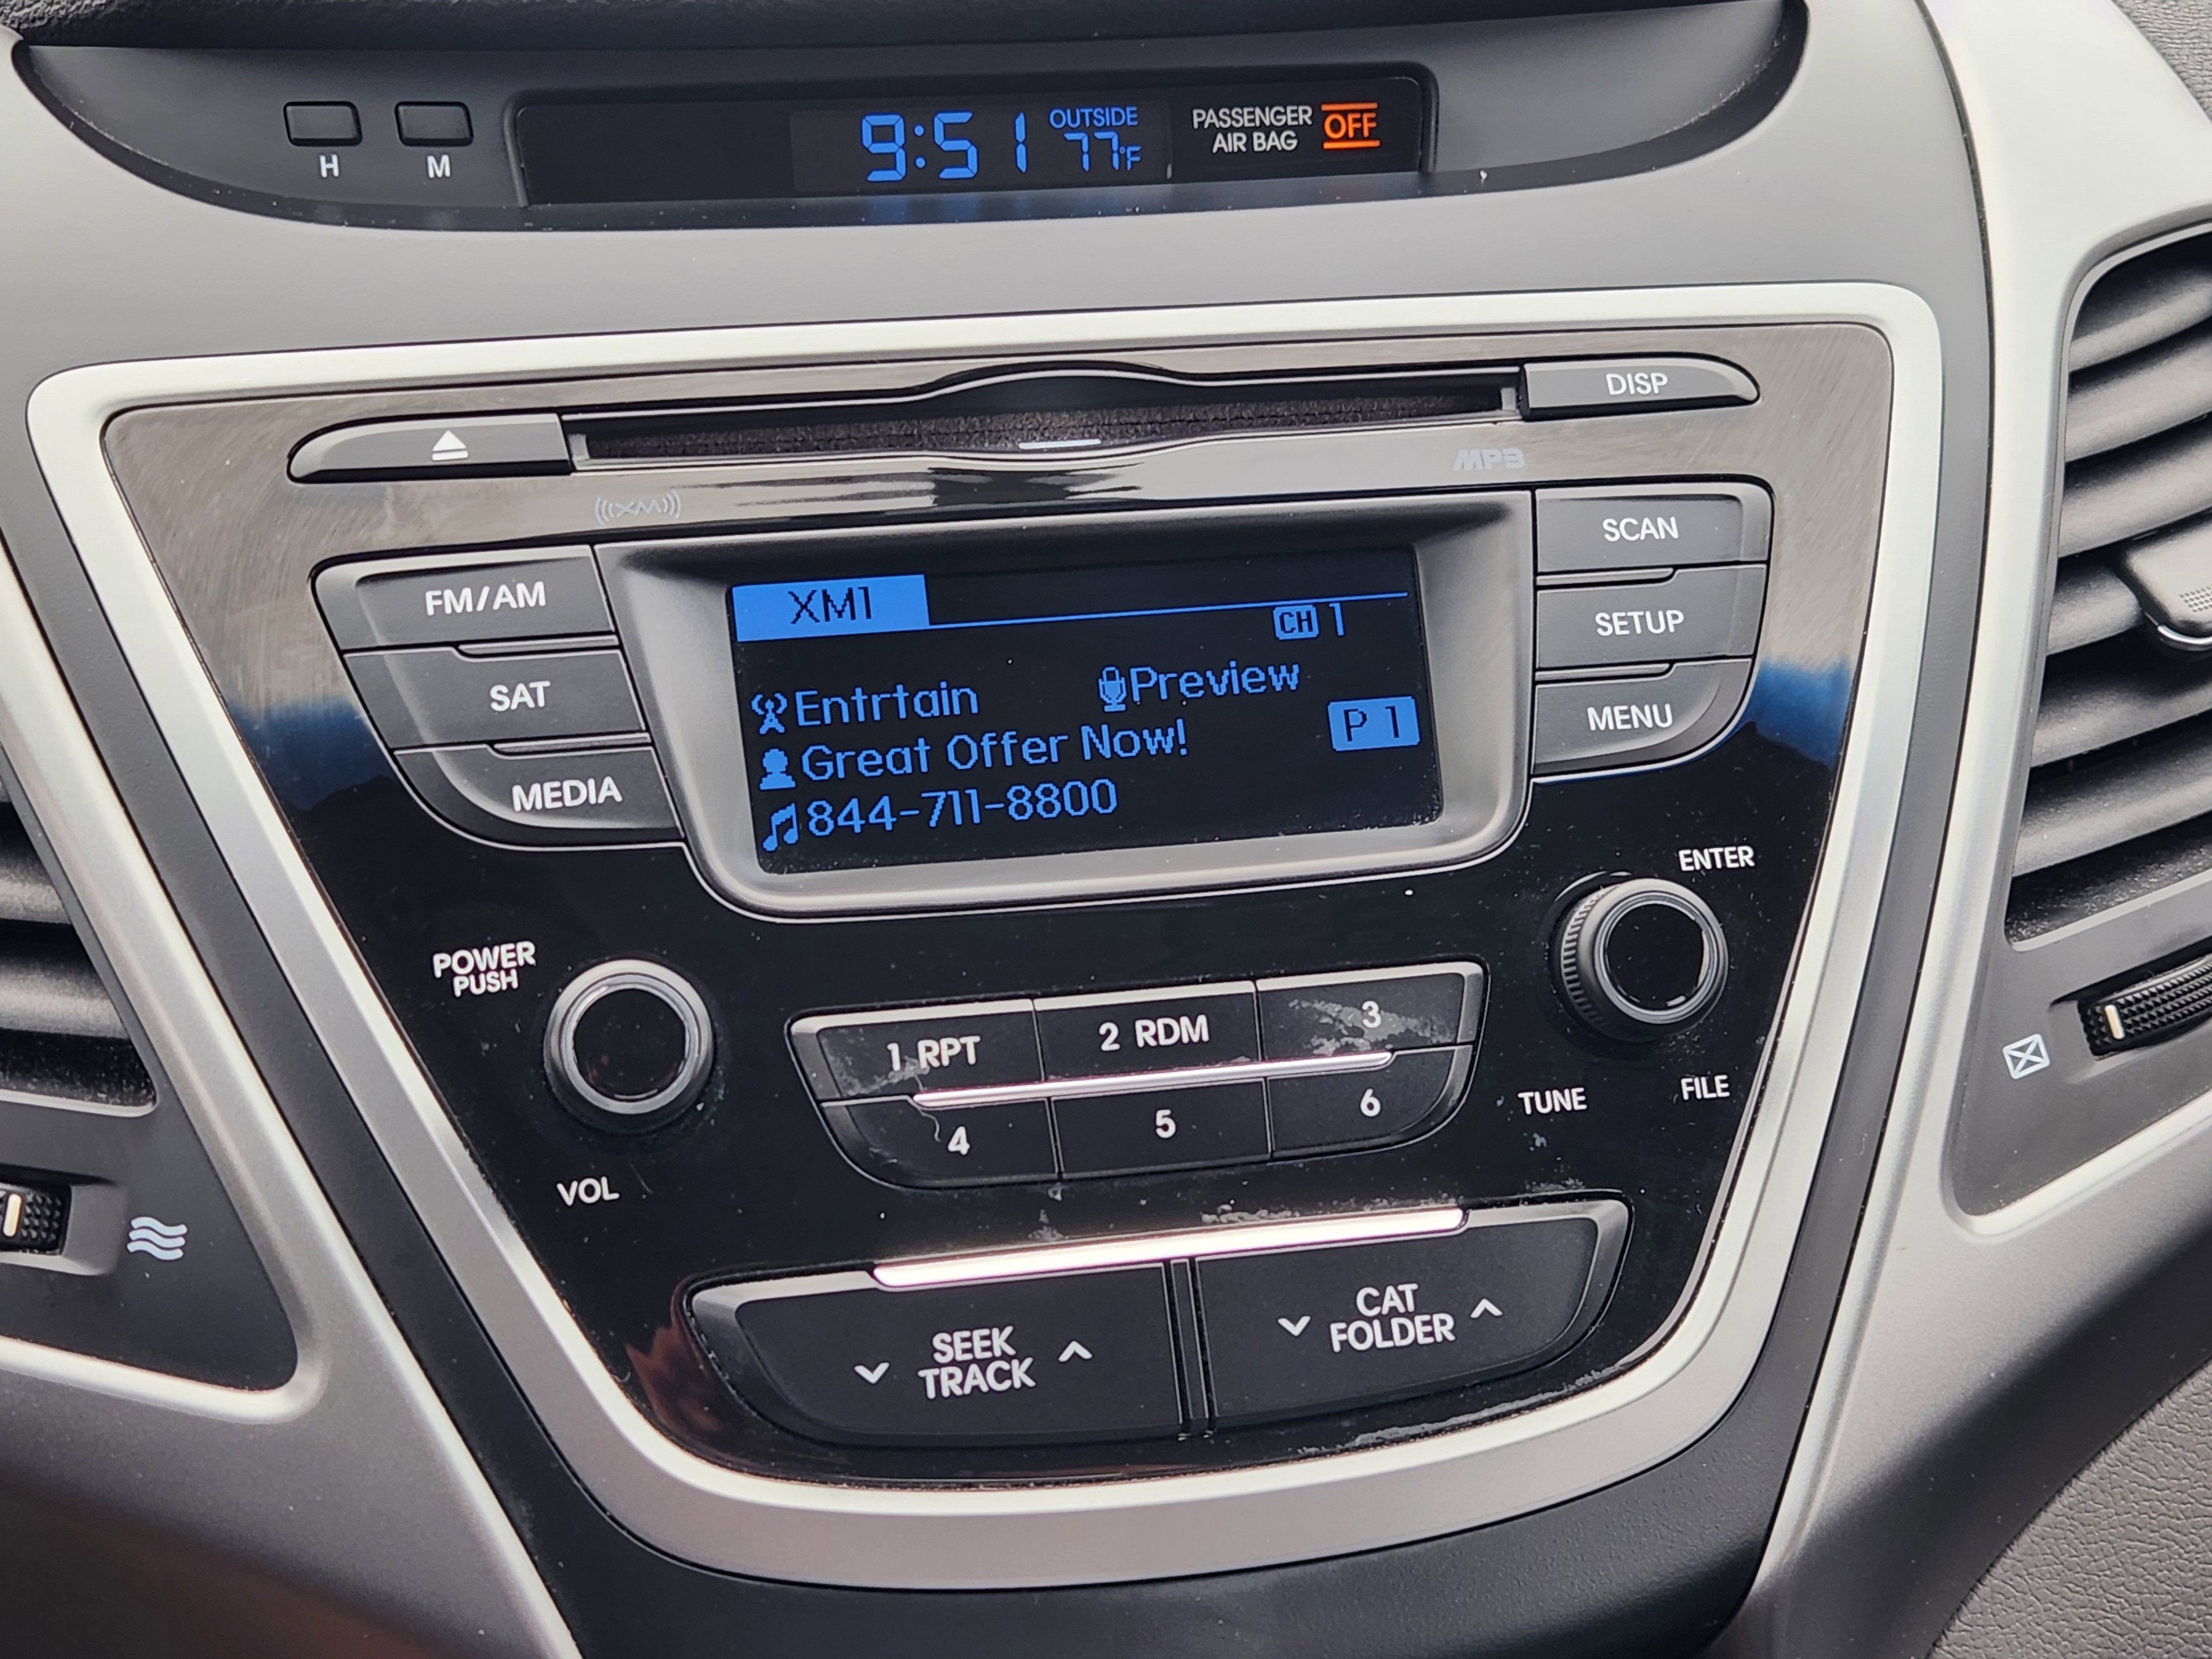 H M
9:51
OUTSIDE
77°F
PASSENGER
AIR BAG
OFF
DISP
MP3
((XM))
FM/AM
SAT
MEDIA
XM1
CH 1
Entrtain Preview
Great Offer Now!
P 1
844-711-8800
SCAN
SETUP
MENU
POWER
PUSH
VOL
1 RPT
2 RDM
3
4
5
6
ENTER
TUNE
FILE
SEEK
TRACK
CAT
FOLDER